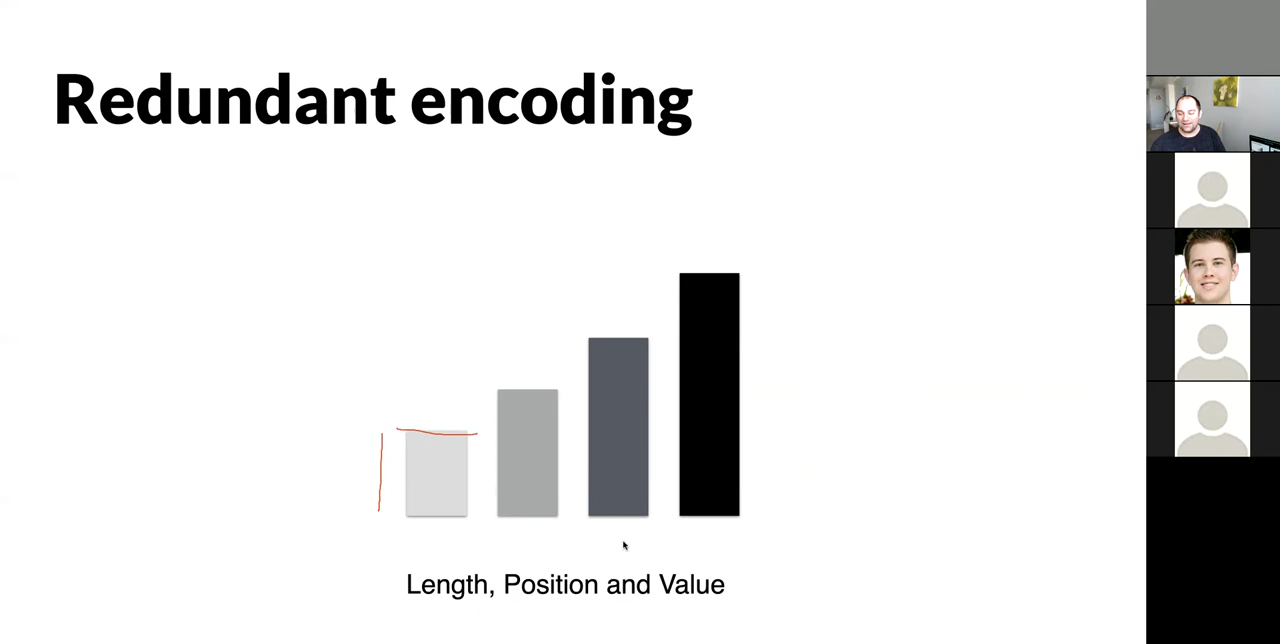 Redundant encoding
Length, Position and Value